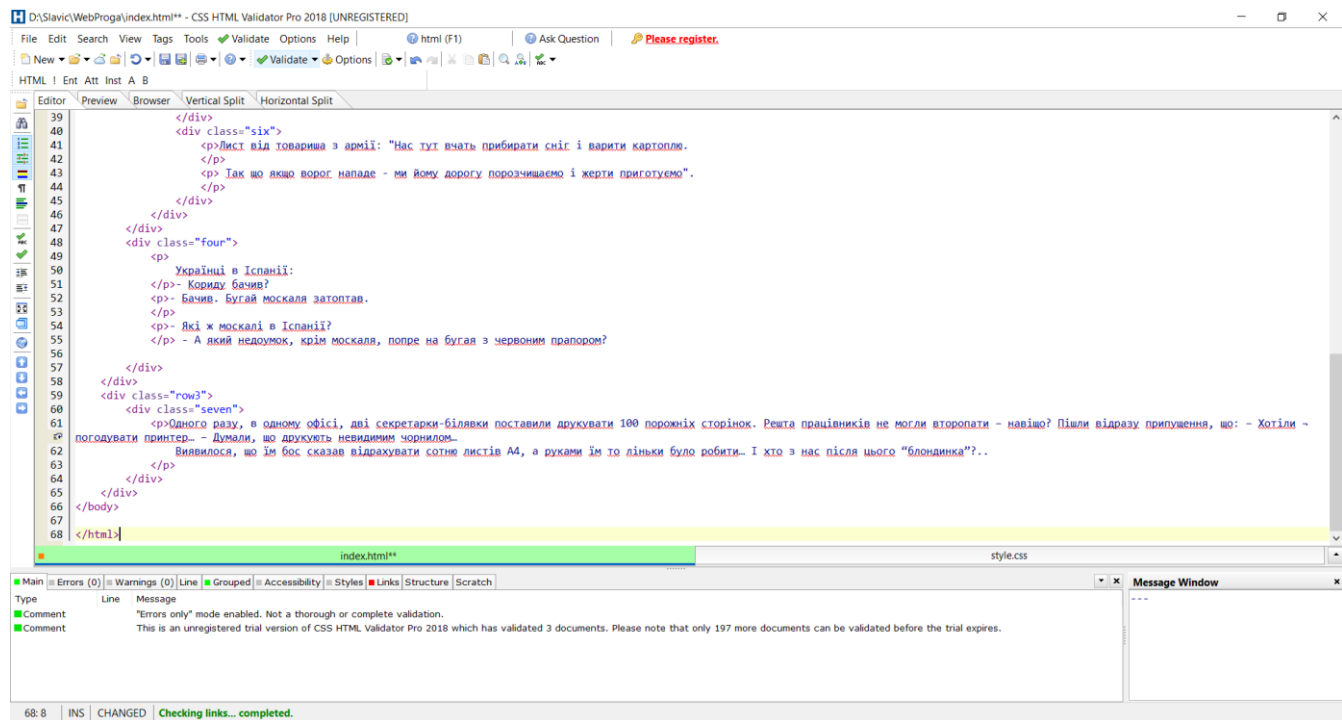 D:\Slavic\WebProga\index.html** - CSS HTML Validator Pro 2018 [UNREGISTERED]
File Edit Search View Tags Tools Validate Options Help html (F1) Ask Question Please register.
New Validate Options
HTML ! Ent Att Inst A B
Editor Preview Browser Vertical Split Horizontal Split
39 </div>
40 <div class="six">
41 <p>Лист від товариша з армії: "Нас тут вчать прибирати сніг і варити картоплю.
42 </p>
43 <p> Так що якщо ворог нападе - ми йому дорогу порозчищаємо і жерти приготуємо".
44 </p>
45 </div>
46 </div>
47 </div>
48 <div class="four">
49 <p>
50 Українці в Іспанії:
51 </p>- Кориду бачив?
52 <p>- Бачив. Бугай москаля затоптав.
53 </p>
54 <p>- Які ж москалі в Іспанії?
55 </p> - А який недоумок, крім москаля, попре на бугая з червоним прапором?
56
57 </div>
58 </div>
59 <div class="row3">
60 <div class="seven">
61 <p>Одного разу, в одному офісі, дві секретарки-білявки поставили друкувати 100 порожніх сторінок. Решта працівників не могли второпати – навіщо? Пішли відразу припущення, що: – Хотіли ¬
погодувати принтер… – Думали, що друкують невидимим чорнилом…
62 Виявилося, що їм бос сказав відрахувати сотню листів А4, а руками їм то ліньки було робити… І хто з нас після цього “блондинка”?..
63 </p>
64 </div>
65 </div>
66 </body>
67
68 </html>
index.html** style.css
Main Errors (0) Warnings (0) Line Grouped Accessibility Styles Links Structure Scratch
Message Window
Type Line Message
---
Comment "Errors only" mode enabled. Not a thorough or complete validation.
Comment This is an unregistered trial version of CSS HTML Validator Pro 2018 which has validated 3 documents. Please note that only 197 more documents can be validated before the trial expires.
68: 8 INS CHANGED Checking links... completed.